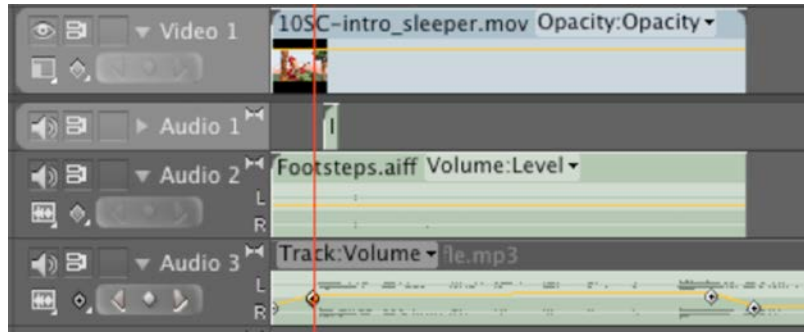 Video 1 10SC-intro_sleeper.mov Opacity:Opacity
Audio 1
Audio 2 Footsteps.aiff Volume:Level
L
R
Audio 3 Track:Volume fle.mp3
L
R